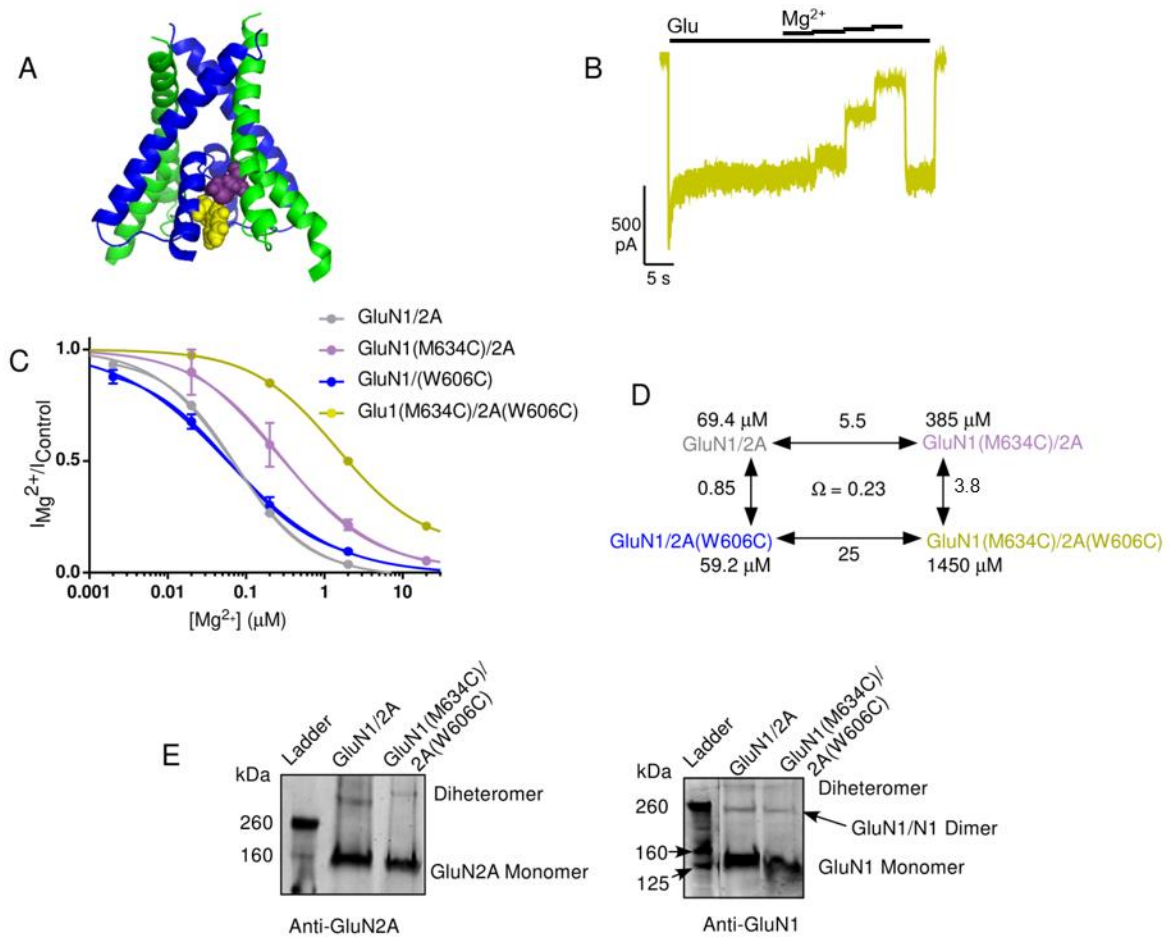 A
B
Glu
Mg²⁺
500
pA
5 s
C
GluN1/2A
GluN1(M634C)/2A
GluN1/(W606C)
Glu1(M634C)/2A(W606C)
1.0
0.5
0.0
I Mg²⁺/I Control
0.001 0.01 0.1 1 10
[Mg²⁺] (µM)
D
69.4 µM 5.5 385 µM
GluN1/2A GluN1(M634C)/2A
0.85 Ω = 0.23 3.8
GluN1/2A(W606C) GluN1(M634C)/2A(W606C)
59.2 µM 25 1450 µM
E
Ladder
GluN1/2A
GluN1(M634C)/
2A(W606C)
kDa
Diheteromer
260
160
GluN2A Monomer
Anti-GluN2A
Ladder
GluN1/2A
GluN1(M634C)/
2A(W606C)
kDa
Diheteromer
260
GluN1/N1 Dimer
160
GluN1 Monomer
125
Anti-GluN1